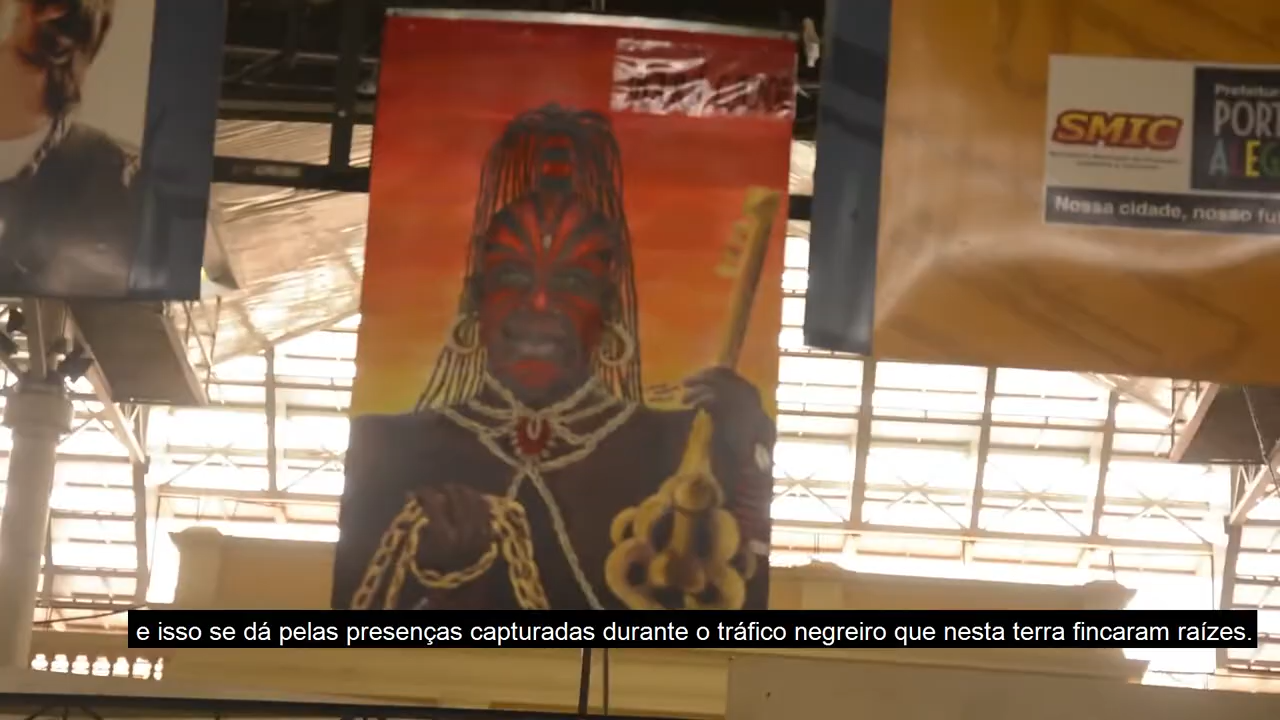 SMIC
Prefeitura
PORT
ALEG
Nossa cidade, nosso fu
e isso se dá pelas presenças capturadas durante o tráfico negreiro que nesta terra fincaram raízes.